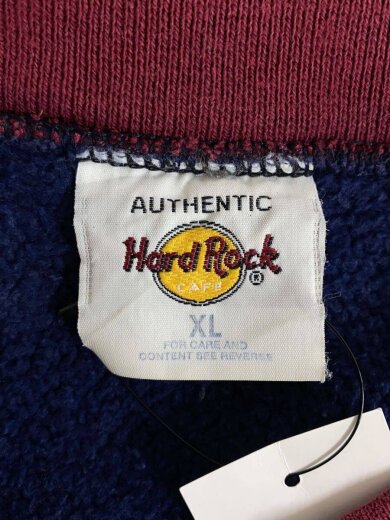 AUTHENTIC
Hard Rock
CAFE
®
XL
FOR CARE AND
CONTENT SEE REVERSE